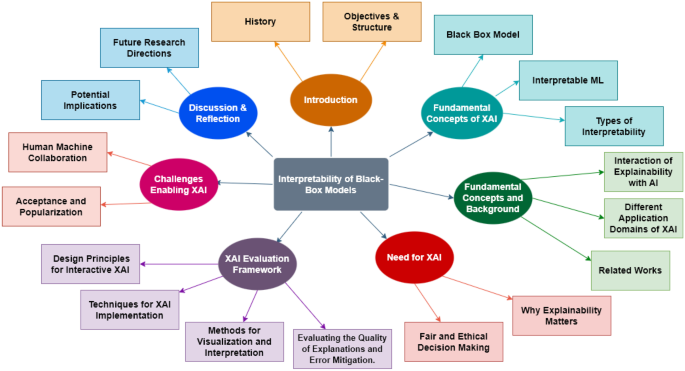 History
Objectives &
Structure
Future Research
Directions
Black Box Model
Potential
Implications
Discussion &
Reflection
Introduction
Fundamental
Concepts of XAI
Interpretable ML
Types of
Interpretability
Human Machine
Collaboration
Challenges
Enabling XAI
Interpretability of Black-
Box Models
Interaction of
Explainability
with AI
Acceptance and
Popularization
Fundamental
Concepts and
Background
Different
Application
Domains of XAI
Design Principles
for Interactive XAI
XAI Evaluation
Framework
Need for XAI
Related Works
Techniques for XAI
Implementation
Methods for
Visualization and
Interpretation
Evaluating the Quality
of Explanations and
Error Mitigation.
Fair and Ethical
Decision Making
Why Explainability
Matters